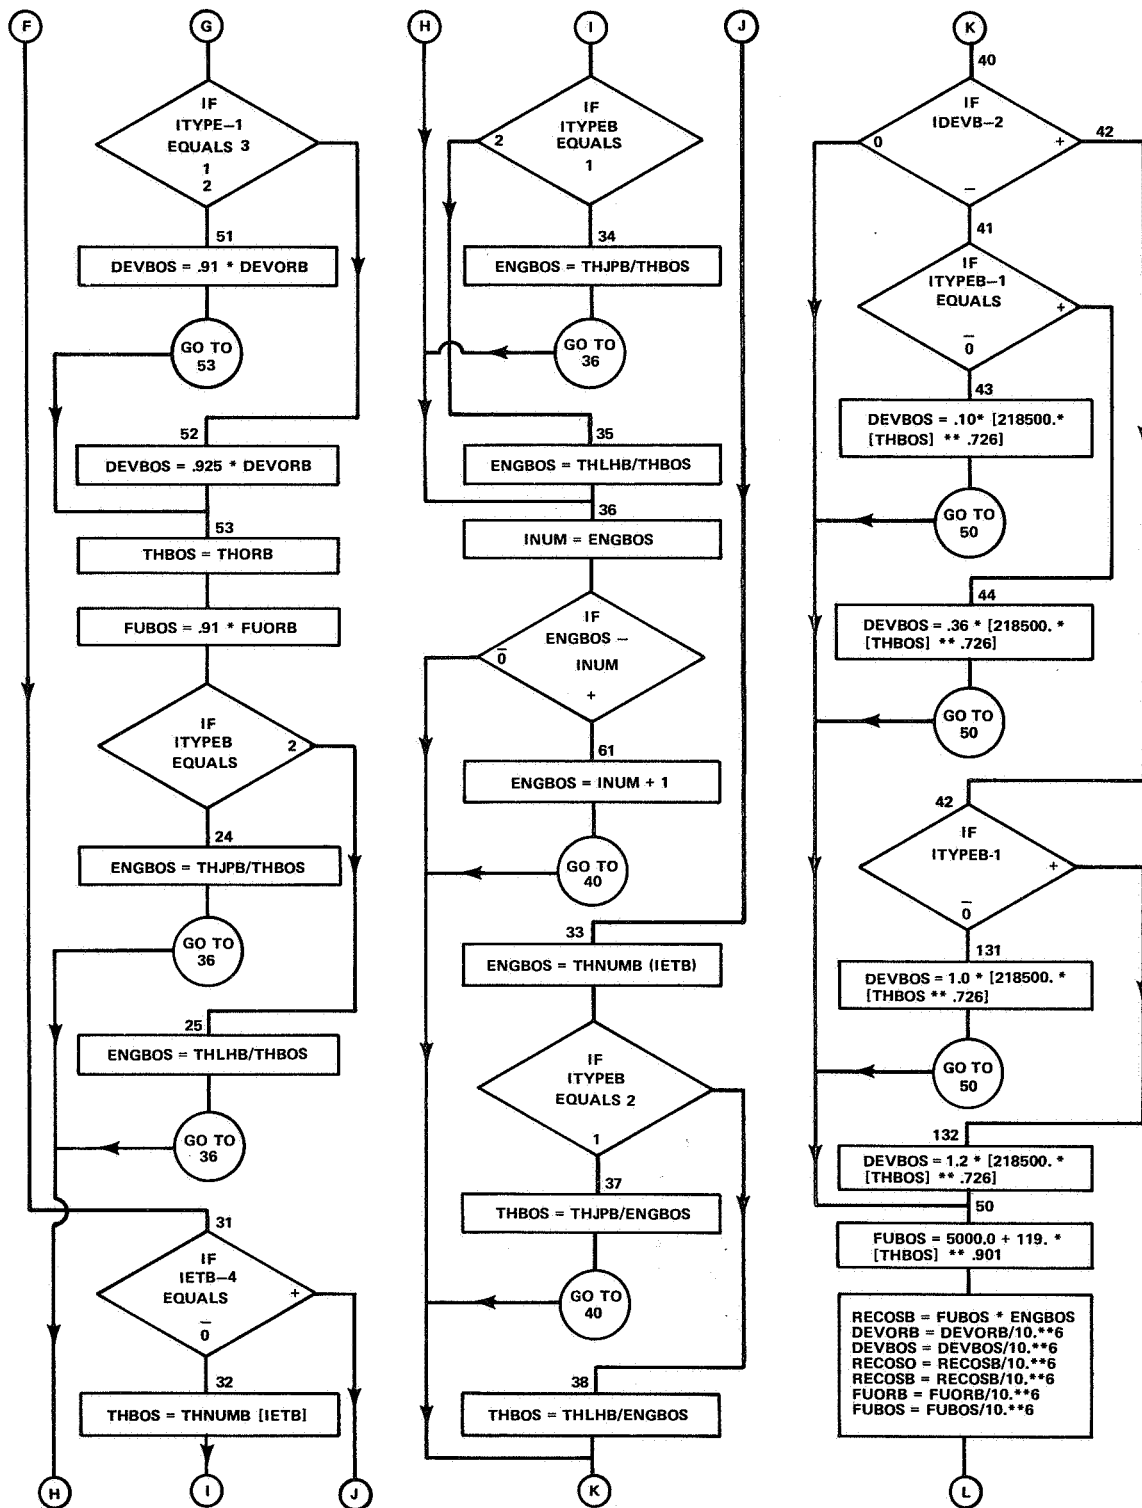 F
G
IF
ITYPE–1
EQUALS 3
1
2
51
DEVBOS = .91 * DEVORB
GO TO
53
52
DEVBOS = .925 * DEVORB
53
THBOS = THORB
FUBOS = .91 * FUORB
IF
ITYPEB
EQUALS
2
24
ENGBOS = THJPB/THBOS
GO TO
36
25
ENGBOS = THLHB/THBOS
GO TO
36
31
IF
IETB–4
EQUALS
+
–
0
32
THBOS = THNUMB [IETB]
H
I
J
H
I
J
IF
ITYPEB
EQUALS
1
2
34
ENGBOS = THJPB/THBOS
GO TO
36
35
ENGBOS = THLHB/THBOS
36
INUM = ENGBOS
IF
ENGBOS –
INUM
–
0
+
61
ENGBOS = INUM + 1
GO TO
40
33
ENGBOS = THNUMB (IETB)
IF
ITYPEB
EQUALS 2
1
37
THBOS = THJPB/ENGBOS
GO TO
40
38
THBOS = THLHB/ENGBOS
K
K
40
IF
IDEVB–2
0
+
–
42
41
IF
ITYPEB–1
EQUALS
+
–
0
43
DEVBOS = .10* [218500.*
[THBOS] ** .726]
GO TO
50
44
DEVBOS = .36 * [218500. *
[THBOS] ** .726]
GO TO
50
42
IF
ITYPEB-1
+
–
0
131
DEVBOS = 1.0 * [218500. *
[THBOS ** .726]
GO TO
50
132
DEVBOS = 1.2 * [218500. *
[THBOS] ** .726]
50
FUBOS = 5000.0 + 119. *
[THBOS] ** .901
RECOSB = FUBOS * ENGBOS
DEVORB = DEVORB/10.**6
DEVBOS = DEVBOS/10.**6
RECOSO = RECOSB/10.**6
RECOSB = RECOSB/10.**6
FUORB = FUORB/10.**6
FUBOS = FUBOS/10.**6
L